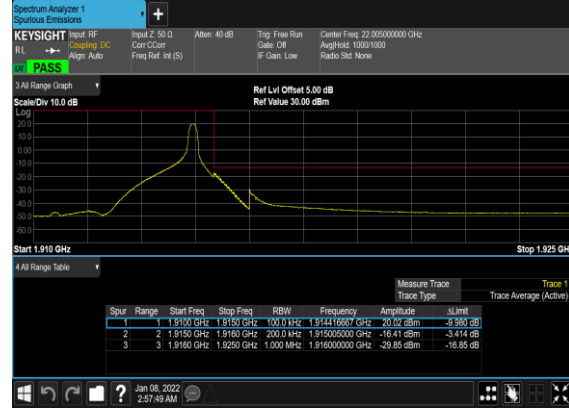 Spectrum Analyzer 1
Spurious Emissions
KEYSIGHT Input: RF Input Z: 50 Ω Atten: 40 dB Trig: Free Run Center Freq: 22.005000000 GHz
RL Coupling: DC Corr CCorr Gate: Off Avg|Hold: 1000/1000
Align: Auto Freq Ref: Int (S) IF Gain: Low Radio Std: None
PASS
3 All Range Graph
Ref Lvl Offset 5.00 dB
Scale/Div 10.0 dB Ref Value 30.00 dBm
Log
20.0
10.0
0.00
-10.0
-20.0
-30.0
-40.0
-50.0
-60.0
Start 1.910 GHz Stop 1.925 GH
4 All Range Table
Measure Trace Trace 1
Trace Type Trace Average (Active)
Spur Range Start Freq Stop Freq RBW Frequency Amplitude ΔLimit
1 1 1.9100 GHz 1.9150 GHz 100.0 kHz 1.914416667 GHz 20.02 dBm -9.980 dB
2 2 1.9150 GHz 1.9160 GHz 200.0 kHz 1.915005000 GHz -16.41 dBm -3.414 dB
3 3 1.9160 GHz 1.9250 GHz 1.000 MHz 1.916000000 GHz -29.85 dBm -16.85 dB
? Jan 08, 2022
2:57:49 AM